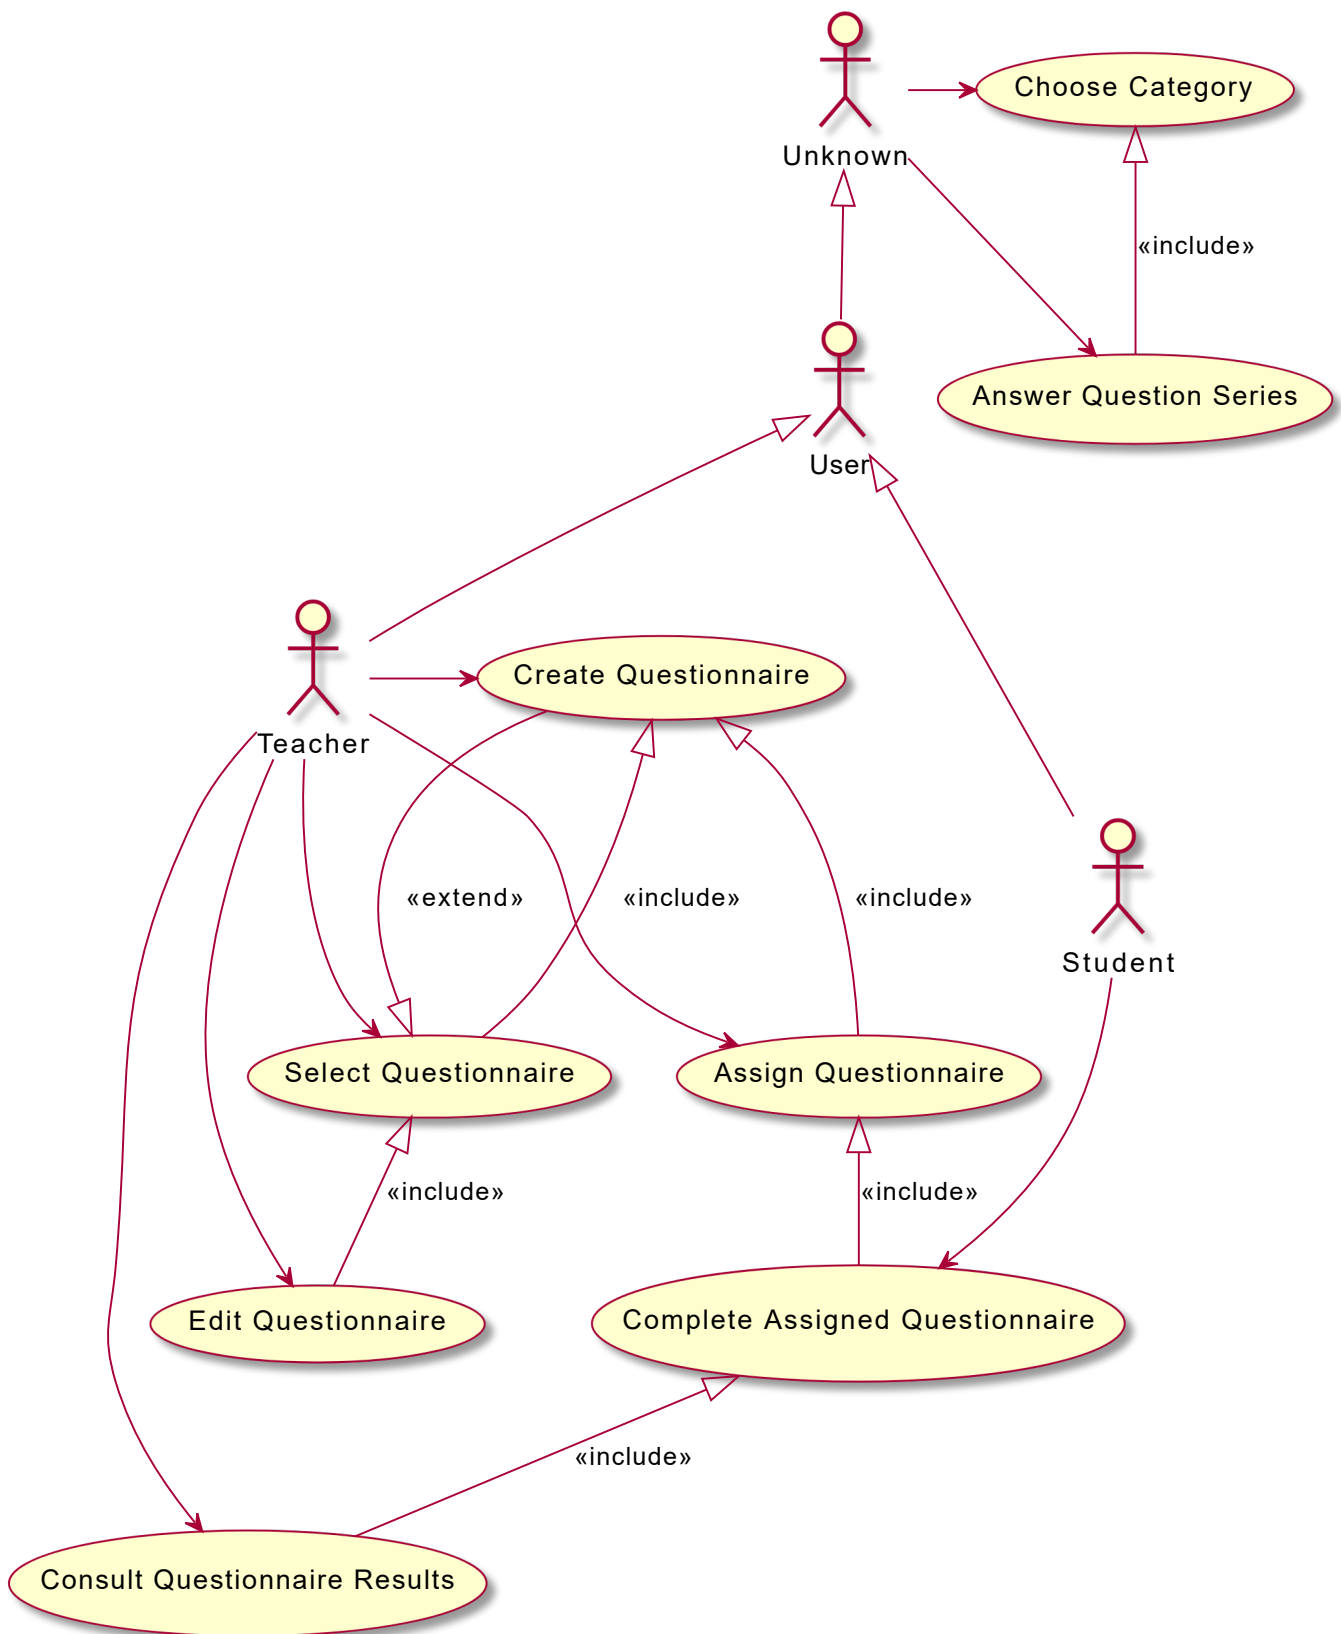 Choose Category
Unknown
«include»
Answer Question Series
User
Create Questionnaire
Teacher
«extend»
«include»
«include»
Student
Select Questionnaire
Assign Questionnaire
«include»
«include»
Edit Questionnaire
Complete Assigned Questionnaire
«include»
Consult Questionnaire Results